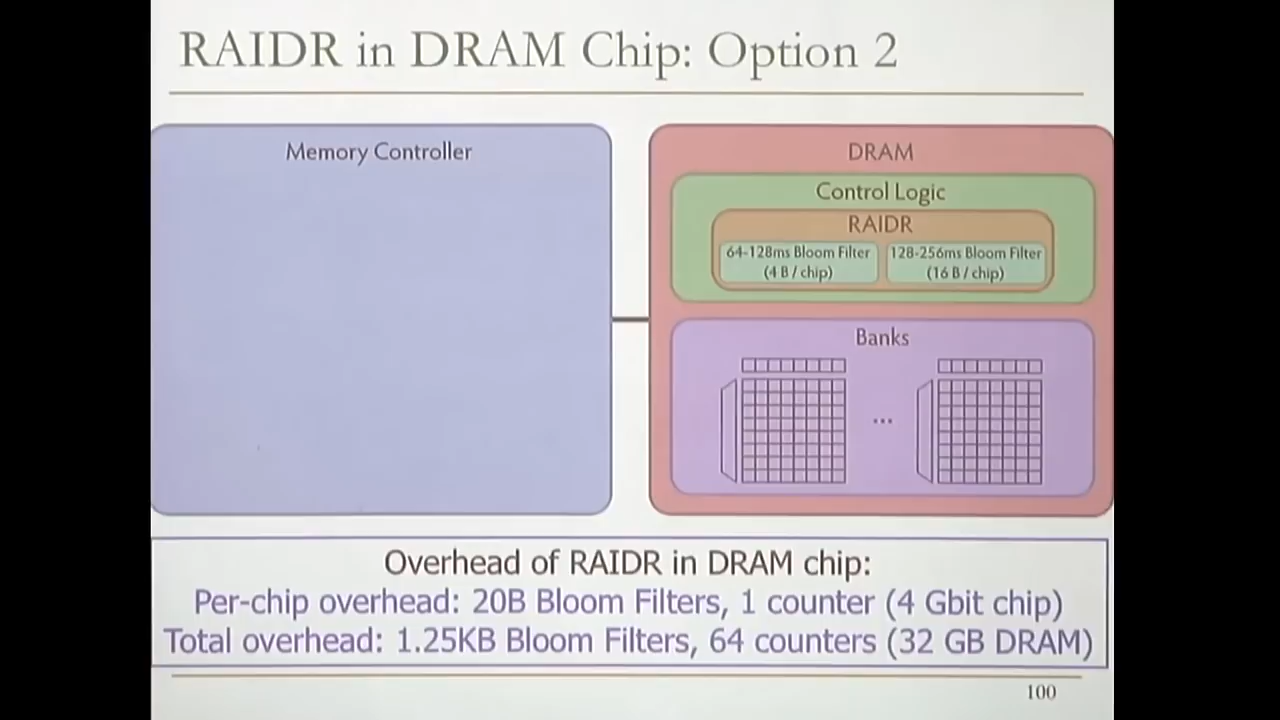 RAIDR in DRAM Chip: Option 2
Memory Controller
DRAM
Control Logic
RAIDR
64-128ms Bloom Filter
(4 B / chip)
128-256ms Bloom Filter
(16 B / chip)
Banks
...
Overhead of RAIDR in DRAM chip:
Per-chip overhead: 20B Bloom Filters, 1 counter (4 Gbit chip)
Total overhead: 1.25KB Bloom Filters, 64 counters (32 GB DRAM)
100